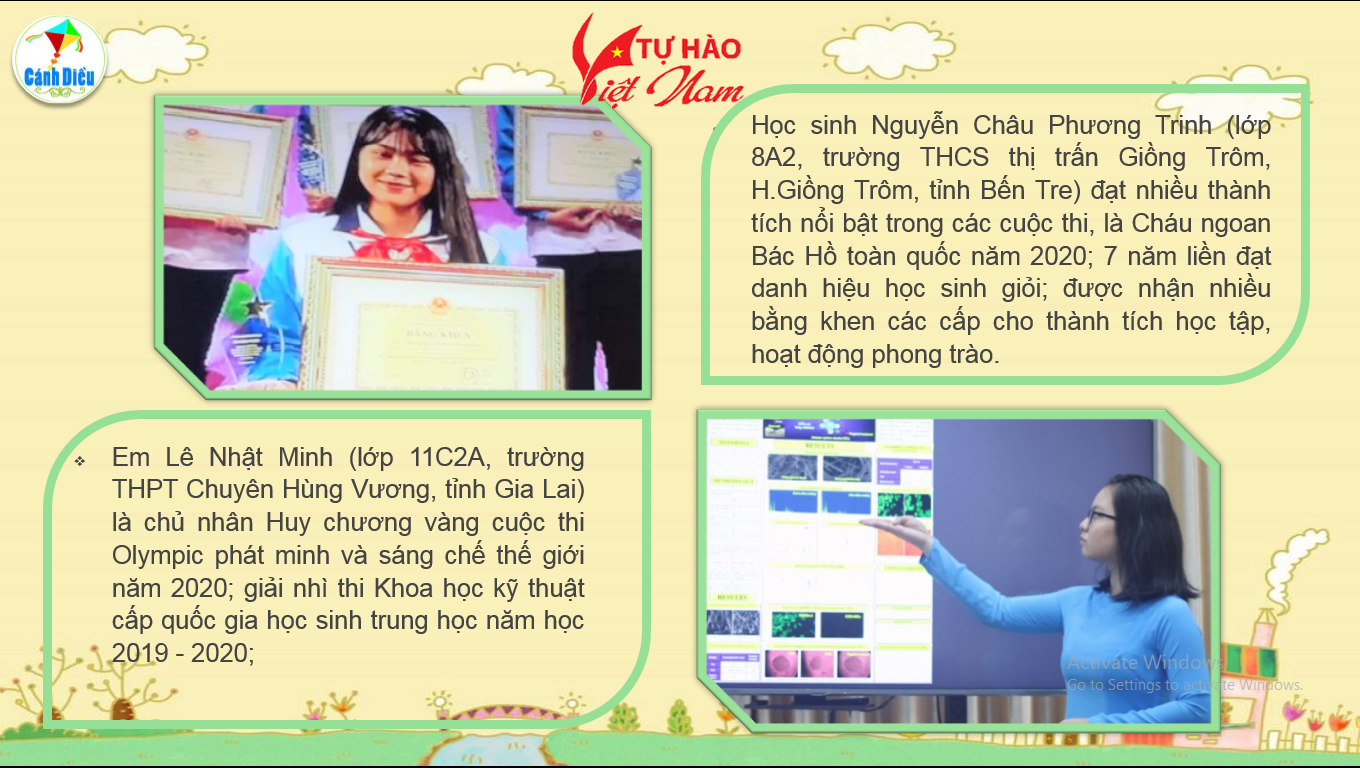 Cánh Diều
TỰ HÀO
Việt Nam
BẰNG KHEN
Học sinh Nguyễn Châu Phương Trinh (lớp
8A2, trường THCS thị trấn Giồng Trôm,
H.Giồng Trôm, tỉnh Bến Tre) đạt nhiều thành
tích nổi bật trong các cuộc thi, là Cháu ngoan
Bác Hồ toàn quốc năm 2020; 7 năm liền đạt
danh hiệu học sinh giỏi; được nhận nhiều
bằng khen các cấp cho thành tích học tập,
hoạt động phong trào.
Em Lê Nhật Minh (lớp 11C2A, trường
THPT Chuyên Hùng Vương, tỉnh Gia Lai)
là chủ nhân Huy chương vàng cuộc thi
Olympic phát minh và sáng chế thế giới
năm 2020; giải nhì thi Khoa học kỹ thuật
cấp quốc gia học sinh trung học năm học
2019 - 2020;
RESULTS
RESULTS
Activate Windows
Go to Settings to activate Windows.